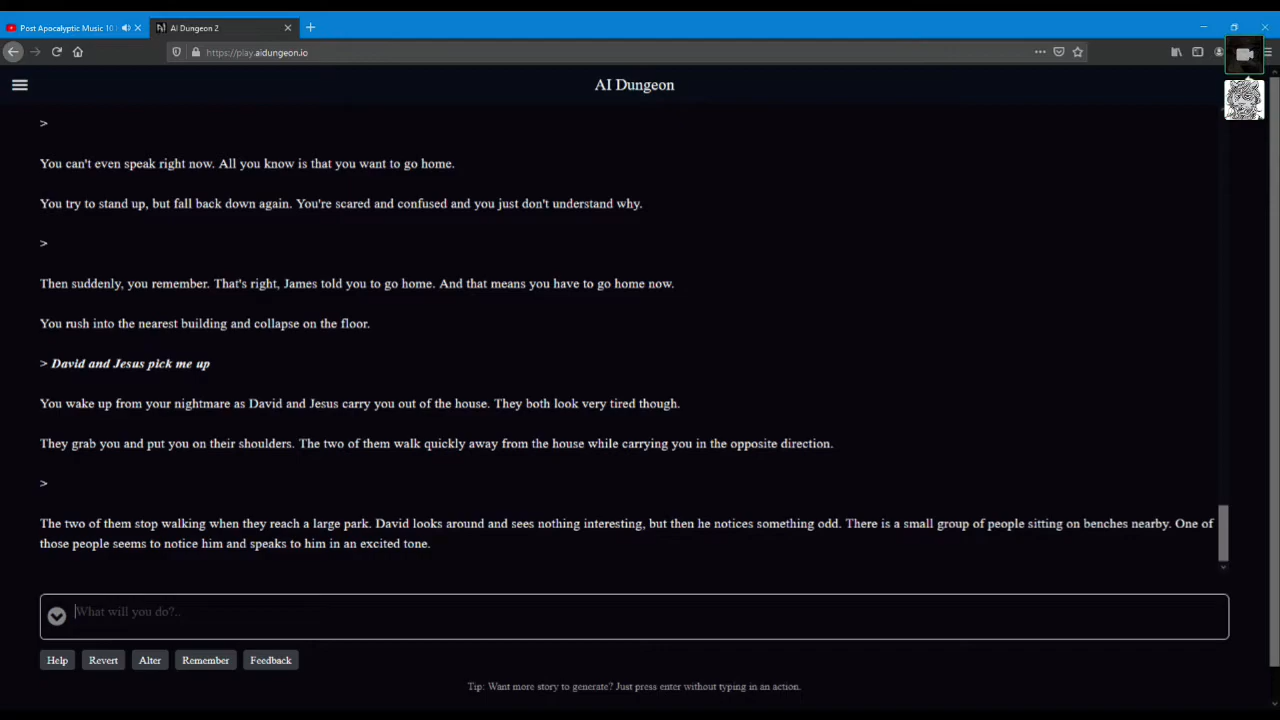 Post Apocalyptic Music 10
AI Dungeon 2
https://play.aidungeon.io
AI Dungeon
>
You can't even speak right now. All you know is that you want to go home.
You try to stand up, but fall back down again. You're scared and confused and you just don't understand why.
>
Then suddenly, you remember. That's right, James told you to go home. And that means you have to go home now.
You rush into the nearest building and collapse on the floor.
> David and Jesus pick me up
You wake up from your nightmare as David and Jesus carry you out of the house. They both look very tired though.
They grab you and put you on their shoulders. The two of them walk quickly away from the house while carrying you in the opposite direction.
>
The two of them stop walking when they reach a large park. David looks around and sees nothing interesting, but then he notices something odd. There is a small group of people sitting on benches nearby. One of
those people seems to notice him and speaks to him in an excited tone.
What will you do?..
Help Revert Alter Remember Feedback
Tip: Want more story to generate? Just press enter without typing in an action.